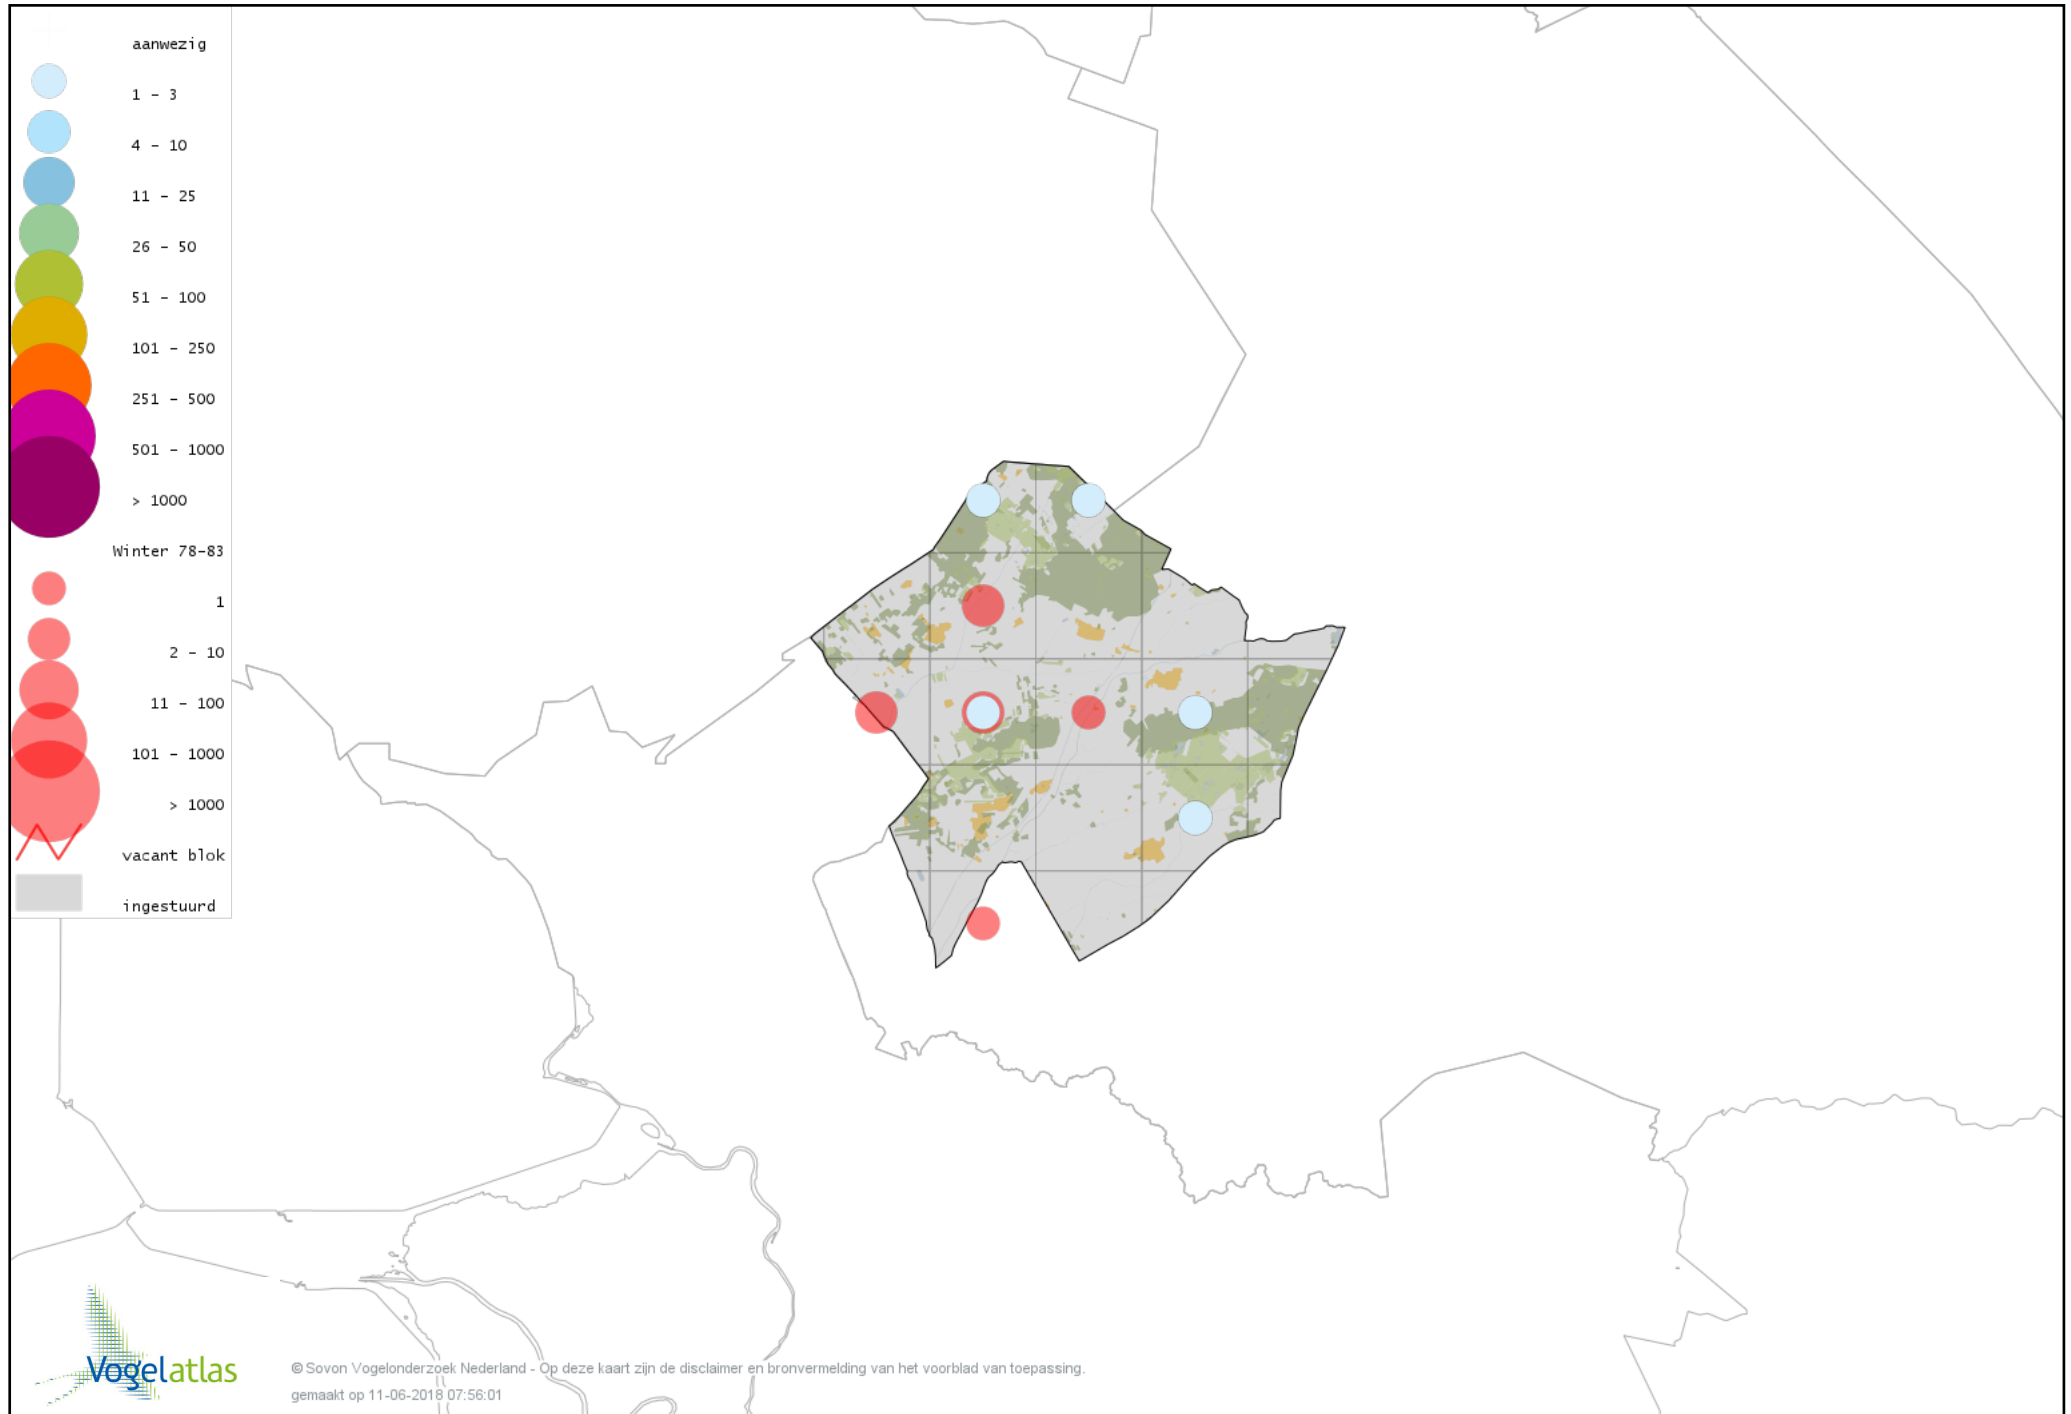 aanwezig
1 - 3
4 - 10
11 - 25
26 - 50
51 - 100
101 - 250
251 - 500
501 - 1000
> 1000
Winter 78-83
1
2 - 10
11 - 100
101 - 1000
> 1000
vacant blok
ingestuurd
Vogelatlas
© Sovon Vogelonderzoek Nederland - Op deze kaart zijn de disclaimer en bronvermelding van het voorblad van toepassing.
gemaakt op 11-06-2018 07:56:01